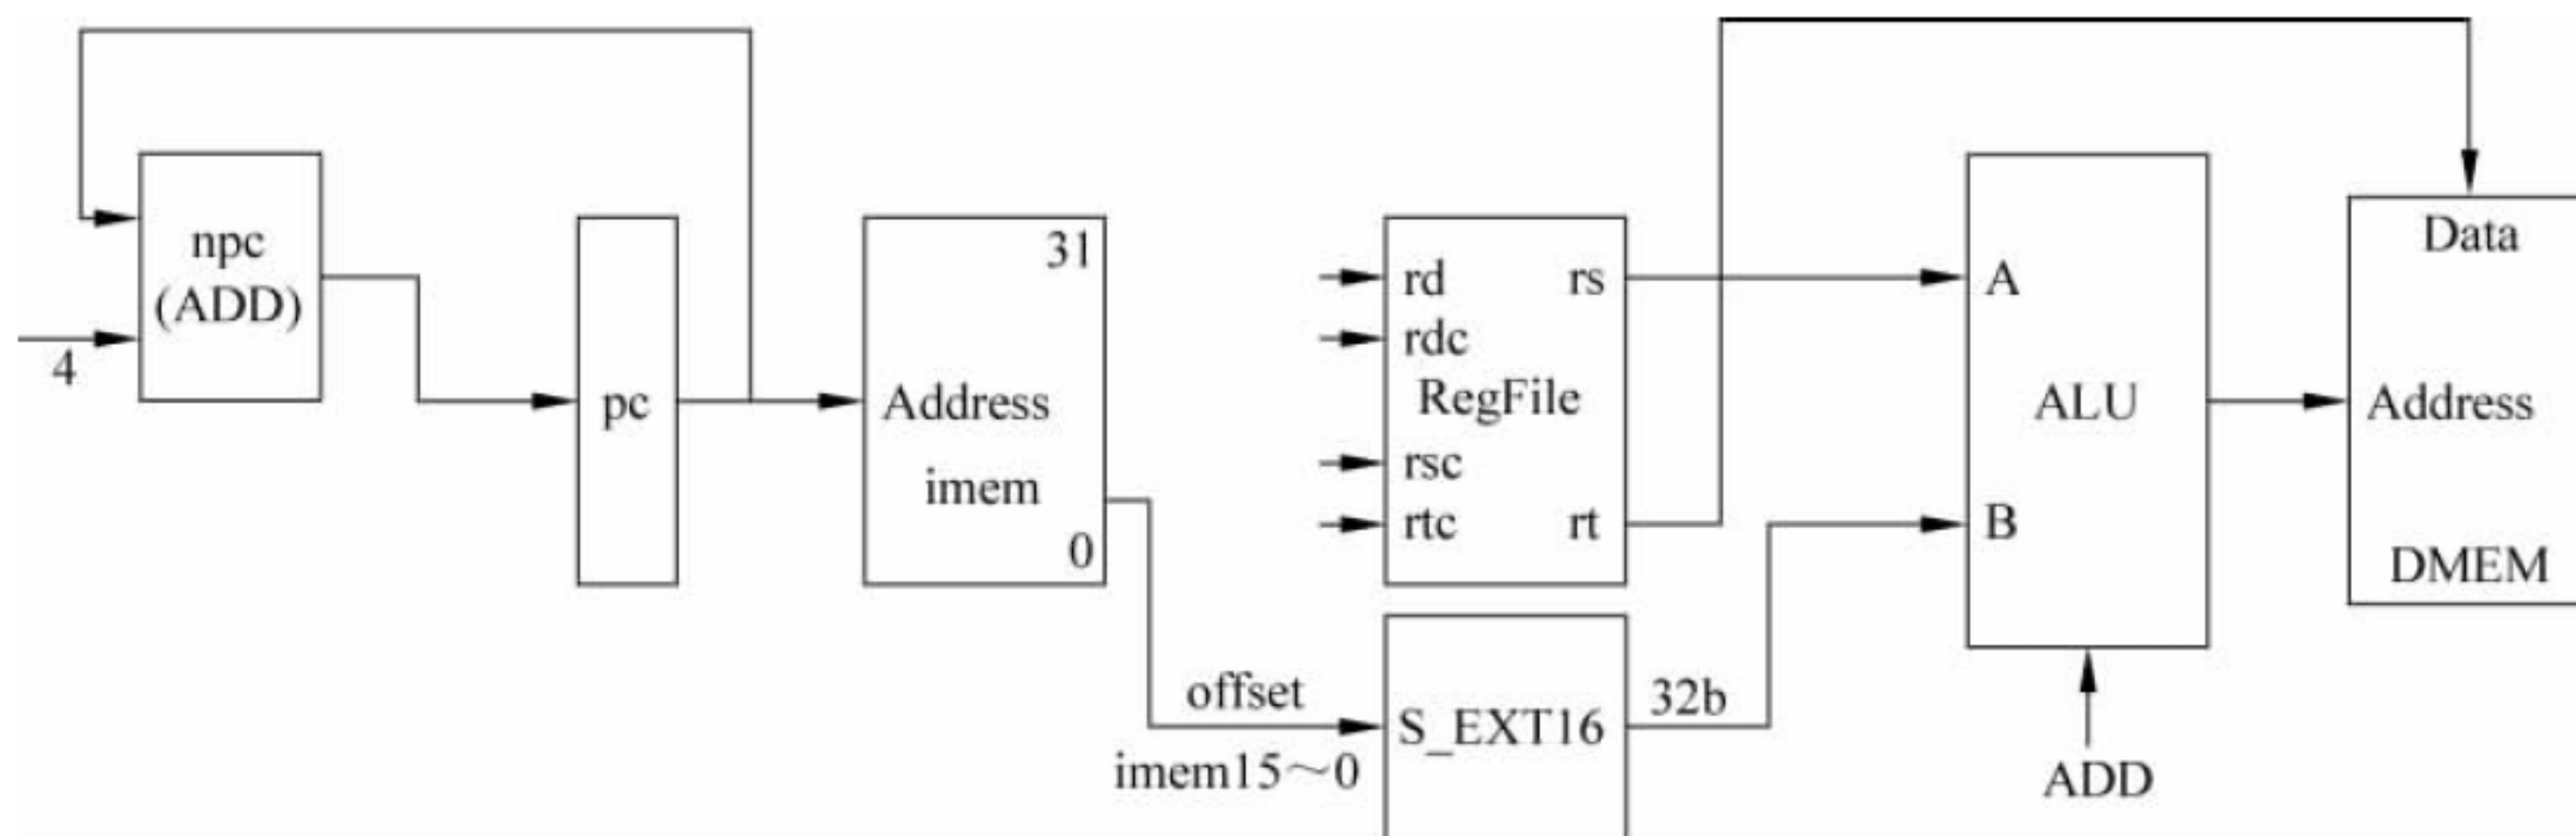 npc
(ADD)
4
pc
31
Address
imem
0
rd rs
rdc
RegFile
rsc
rtc rt
offset
imem15～0
S_EXT16
32b
A
ALU
B
ADD
Data
Address
DMEM